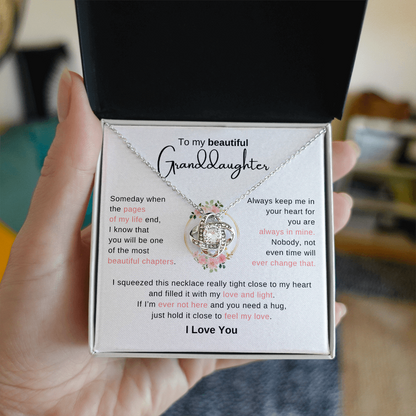 To my beautiful
Granddaughter
Someday when
the pages
of my life end,
I know that
you will be one
of the most
beautiful chapters.
Always keep me in
your heart for
you are
always in mine.
Nobody, not
even time will
ever change that.
I squeezed this necklace really tight close to my heart
and filled it with my love and light.
If I'm ever not here and you need a hug,
just hold it close to feel my love.
I Love You